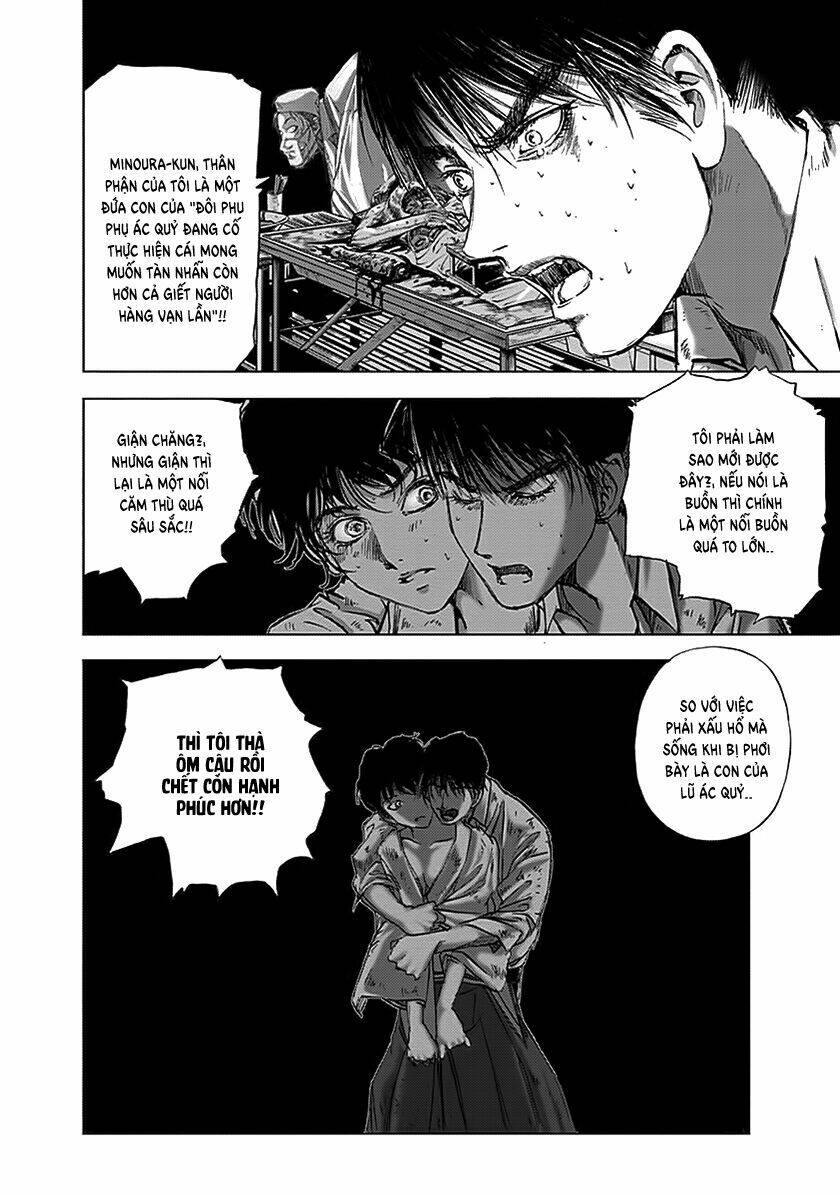 MINOURA-KUN, THÂN
PHẬN CỦA TÔI LÀ MỘT
ĐỨA CON CỦA "ĐÔI PHU
PHỤ ÁC QUỶ ĐANG CỐ
THỰC HIỆN CÁI MONG
MUỐN TÀN NHẪN CÒN
HƠN CẢ GIẾT NGƯỜI
HÀNG VẠN LẦN"!!
TÔI PHẢI LÀM
SAO MỚI ĐƯỢC
ĐÂY?, NẾU NÓI LÀ
BUỒN THÌ CHÍNH
LÀ MỘT NỖI BUỒN
QUÁ TO LỚN..
GIẬN CHĂNG?,
NHƯNG GIẬN THÌ
LẠI LÀ MỘT NỖI
CĂM THÙ QUÁ
SÂU SẮC!!
SO VỚI VIỆC
PHẢI XẤU HỔ MÀ
SỐNG KHI BỊ PHƠI
BÀY LÀ CON CỦA
LŨ ÁC QUỶ..
THÌ TÔI THÀ
ÔM CẬU RỒI
CHẾT CÒN HẠNH
PHÚC HƠN!!